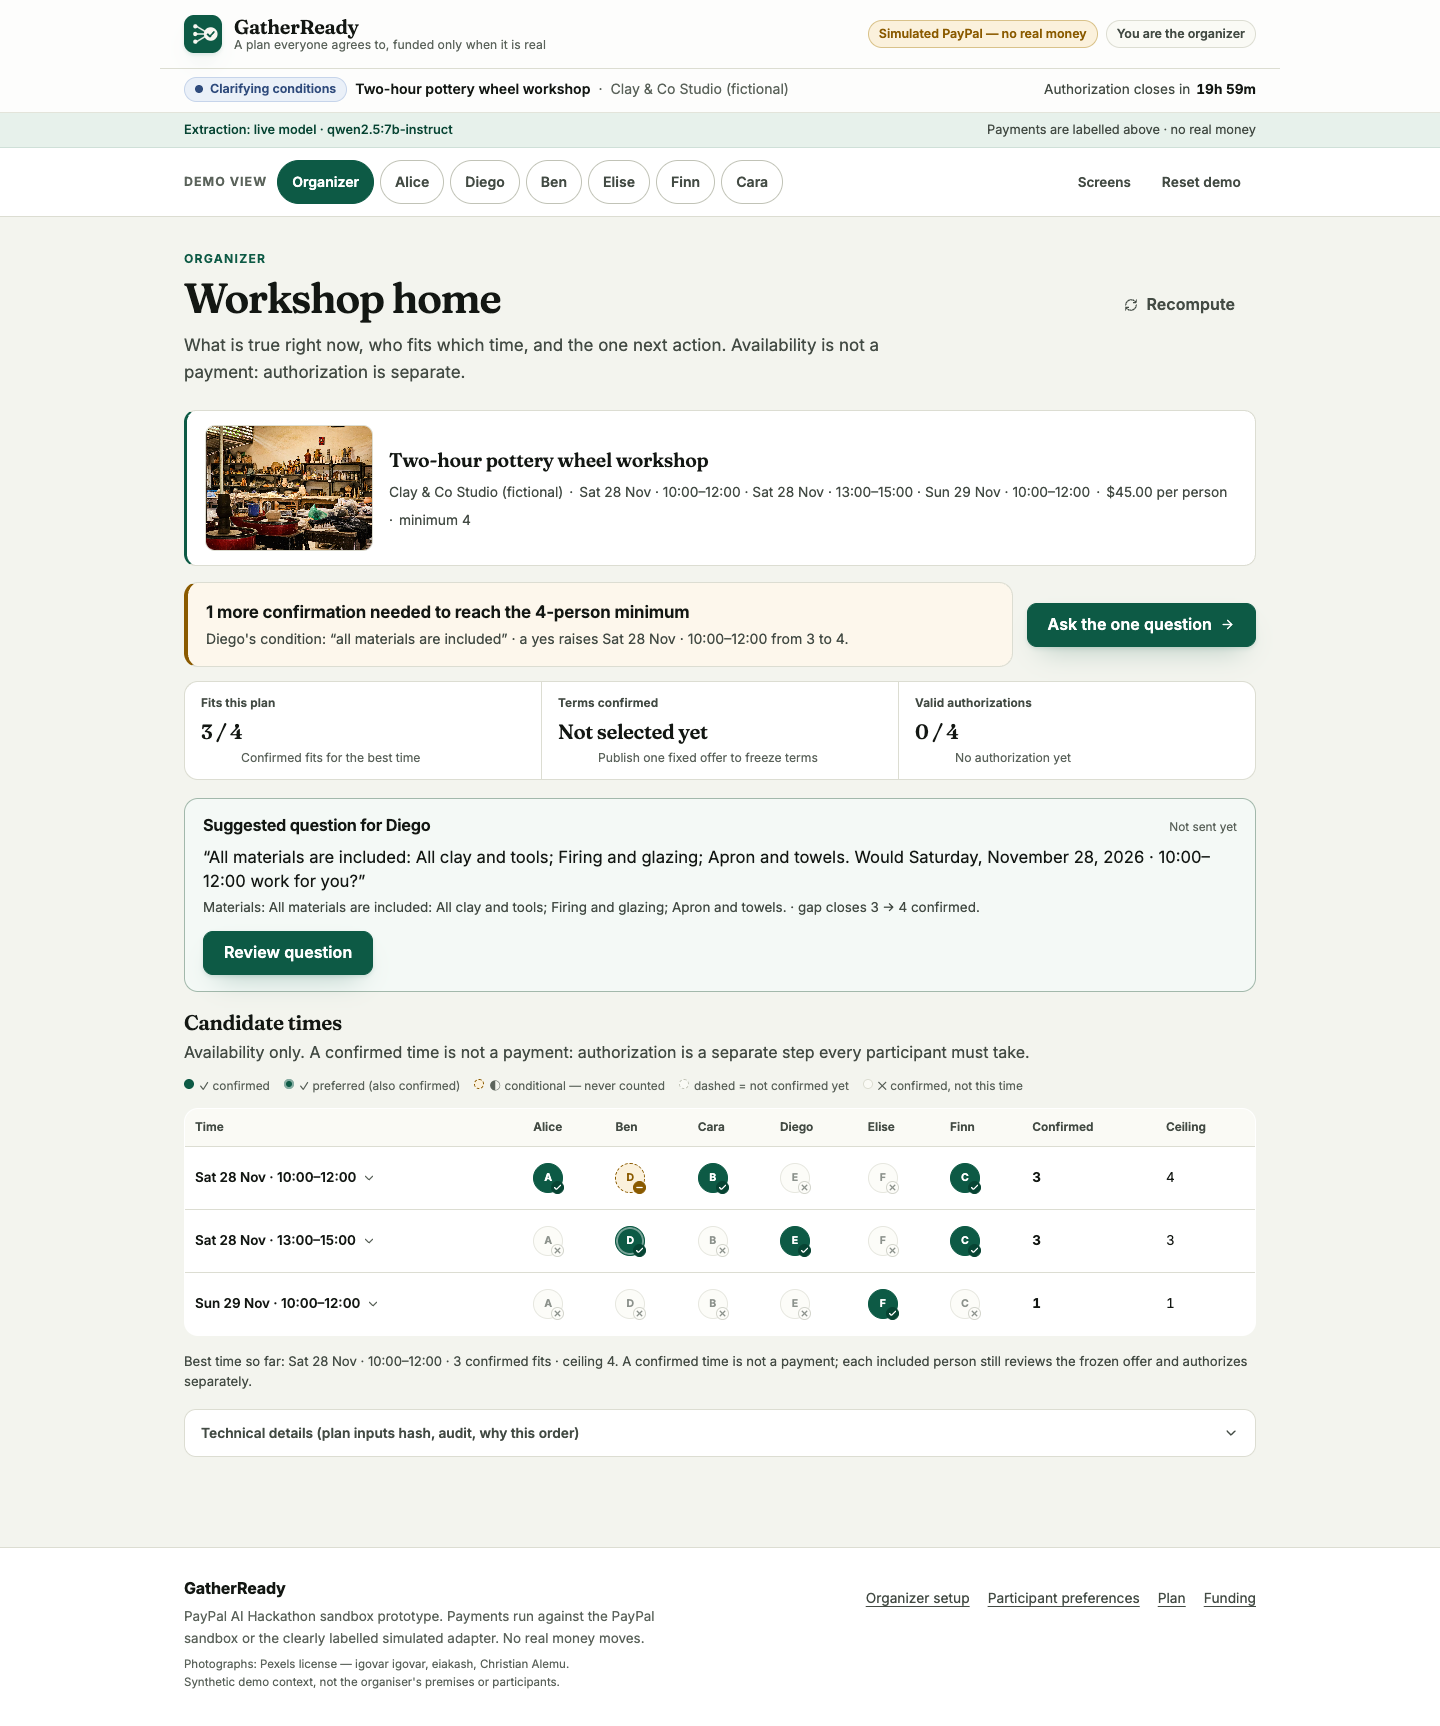 GatherReady
A plan everyone agrees to, funded only when it is real
Simulated PayPal — no real money
You are the organizer
Clarifying conditions
Two-hour pottery wheel workshop · Clay & Co Studio (fictional)
Authorization closes in 19h 59m
Extraction: live model · qwen2.5:7b-instruct
Payments are labelled above · no real money
DEMO VIEW
Organizer
Alice
Diego
Ben
Elise
Finn
Cara
Screens
Reset demo
ORGANIZER
Workshop home
Recompute
What is true right now, who fits which time, and the one next action. Availability is not a
payment: authorization is separate.
Two-hour pottery wheel workshop
Clay & Co Studio (fictional) · Sat 28 Nov · 10:00–12:00 · Sat 28 Nov · 13:00–15:00 · Sun 29 Nov · 10:00–12:00 · $45.00 per person
· minimum 4
1 more confirmation needed to reach the 4-person minimum
Diego's condition: “all materials are included” · a yes raises Sat 28 Nov · 10:00–12:00 from 3 to 4.
Ask the one question →
Fits this plan
3 / 4
Confirmed fits for the best time
Terms confirmed
Not selected yet
Publish one fixed offer to freeze terms
Valid authorizations
0 / 4
No authorization yet
Suggested question for Diego
Not sent yet
“All materials are included: All clay and tools; Firing and glazing; Apron and towels. Would Saturday, November 28, 2026 · 10:00–
12:00 work for you?”
Materials: All materials are included: All clay and tools; Firing and glazing; Apron and towels. · gap closes 3 → 4 confirmed.
Review question
Candidate times
Availability only. A confirmed time is not a payment: authorization is a separate step every participant must take.
✓ confirmed ✓ preferred (also confirmed) ◐ conditional — never counted dashed = not confirmed yet ✕ confirmed, not this time
Time Alice Ben Cara Diego Elise Finn Confirmed Ceiling
Sat 28 Nov · 10:00–12:00 A D B E F C 3 4
Sat 28 Nov · 13:00–15:00 A D B E F C 3 3
Sun 29 Nov · 10:00–12:00 A D B E F C 1 1
Best time so far: Sat 28 Nov · 10:00–12:00 · 3 confirmed fits · ceiling 4. A confirmed time is not a payment; each included person still reviews the frozen offer and authorizes
separately.
Technical details (plan inputs hash, audit, why this order)
GatherReady
PayPal AI Hackathon sandbox prototype. Payments run against the PayPal
sandbox or the clearly labelled simulated adapter. No real money moves.
Photographs: Pexels license — igovar igovar, eiakash, Christian Alemu.
Synthetic demo context, not the organiser's premises or participants.
Organizer setup
Participant preferences
Plan
Funding